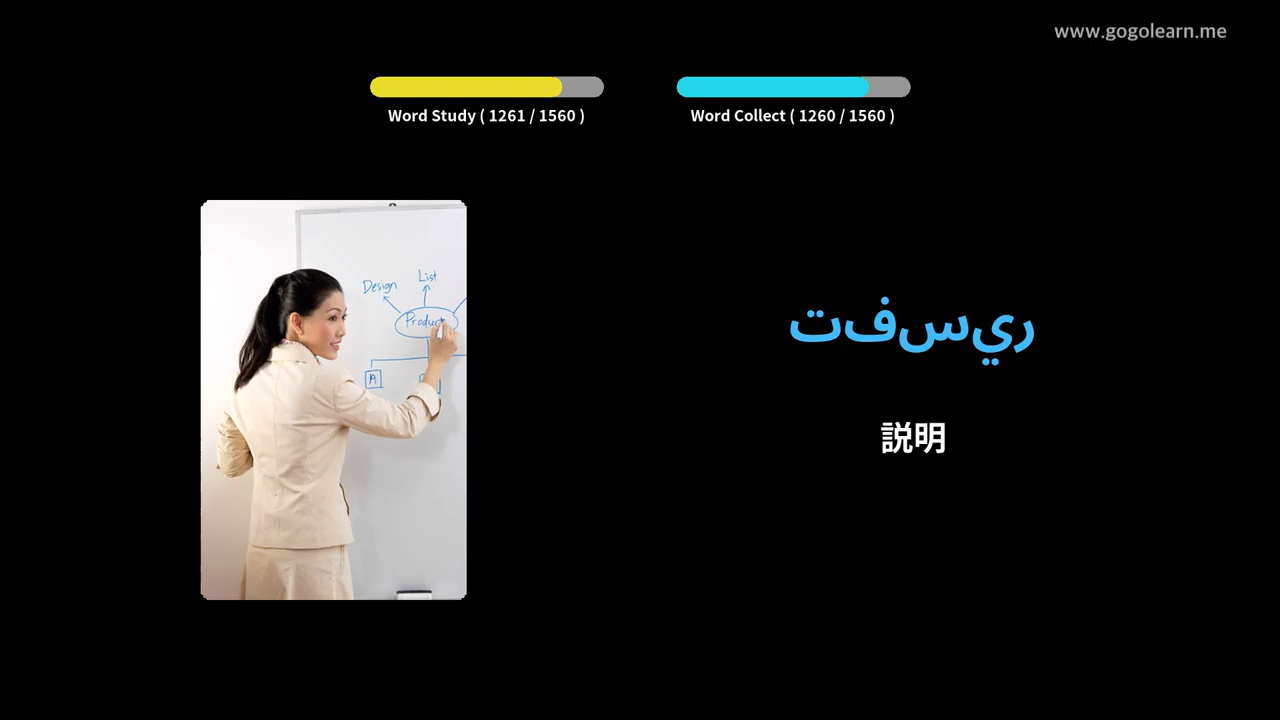 www.gogolearn.me
Word Study ( 1261 / 1560 )
Word Collect ( 1260 / 1560 )
Design
List
Product
A
تفسير
説明